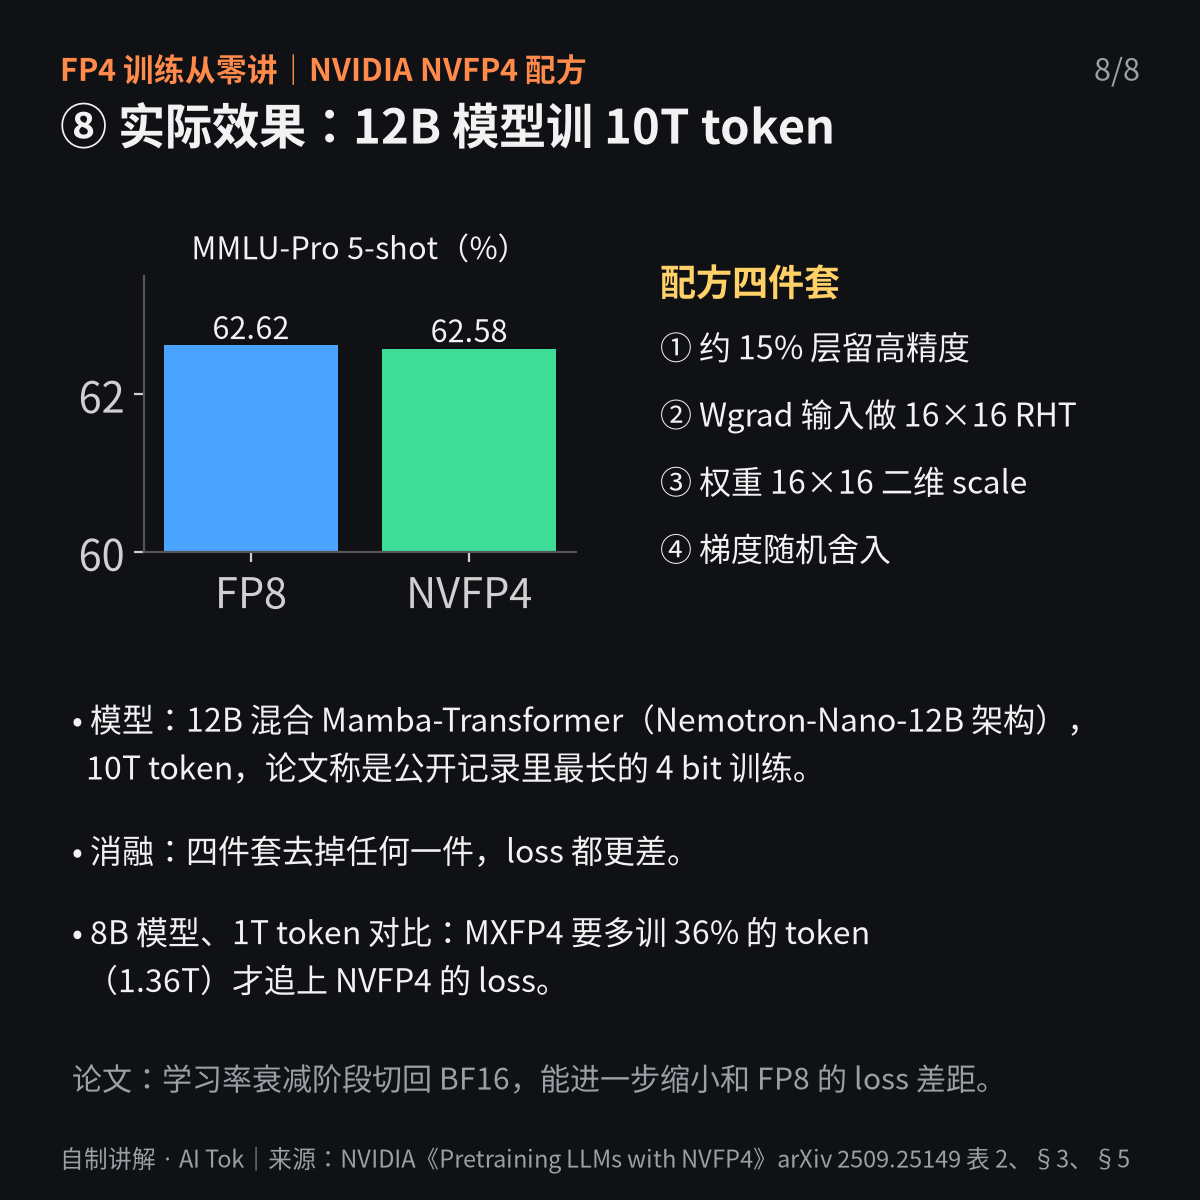 FP4 训练从零讲｜NVIDIA NVFP4 配方
8/8
⑧ 实际效果：12B 模型训 10T token
MMLU-Pro 5-shot（%）
62.62
62.58
62
60
FP8
NVFP4
配方四件套
① 约 15% 层留高精度
② Wgrad 输入做 16×16 RHT
③ 权重 16×16 二维 scale
④ 梯度随机舍入
• 模型：12B 混合 Mamba-Transformer（Nemotron-Nano-12B 架构），
10T token，论文称是公开记录里最长的 4 bit 训练。
• 消融：四件套去掉任何一件，loss 都更差。
• 8B 模型、1T token 对比：MXFP4 要多训 36% 的 token
（1.36T）才追上 NVFP4 的 loss。
论文：学习率衰减阶段切回 BF16，能进一步缩小和 FP8 的 loss 差距。
自制讲解 · AI Tok｜来源：NVIDIA《Pretraining LLMs with NVFP4》arXiv 2509.25149 表 2、§3、§5